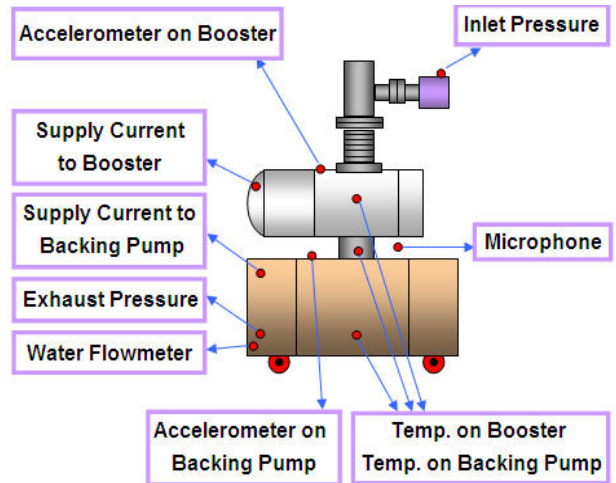 Accelerometer on Booster
Inlet Pressure
Supply Current
to Booster
Supply Current to
Backing Pump
Microphone
Exhaust Pressure
Water Flowmeter
Accelerometer on
Backing Pump
Temp. on Booster
Temp. on Backing Pump